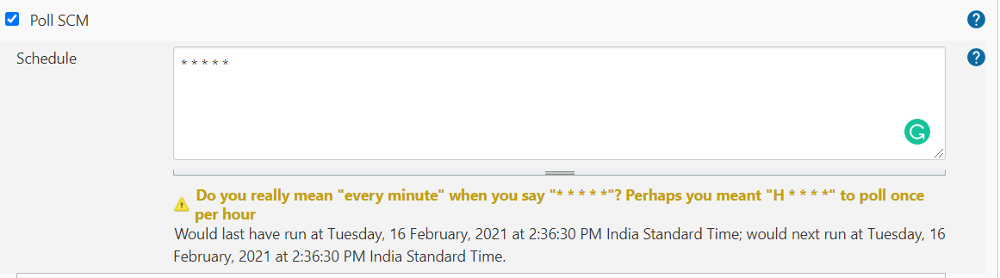 Poll SCM
Schedule
* * * * *
Do you really mean "every minute" when you say "* * * * *"? Perhaps you meant "H * * * *" to poll once
per hour
Would last have run at Tuesday, 16 February, 2021 at 2:36:30 PM India Standard Time; would next run at Tuesday, 16
February, 2021 at 2:36:30 PM India Standard Time.